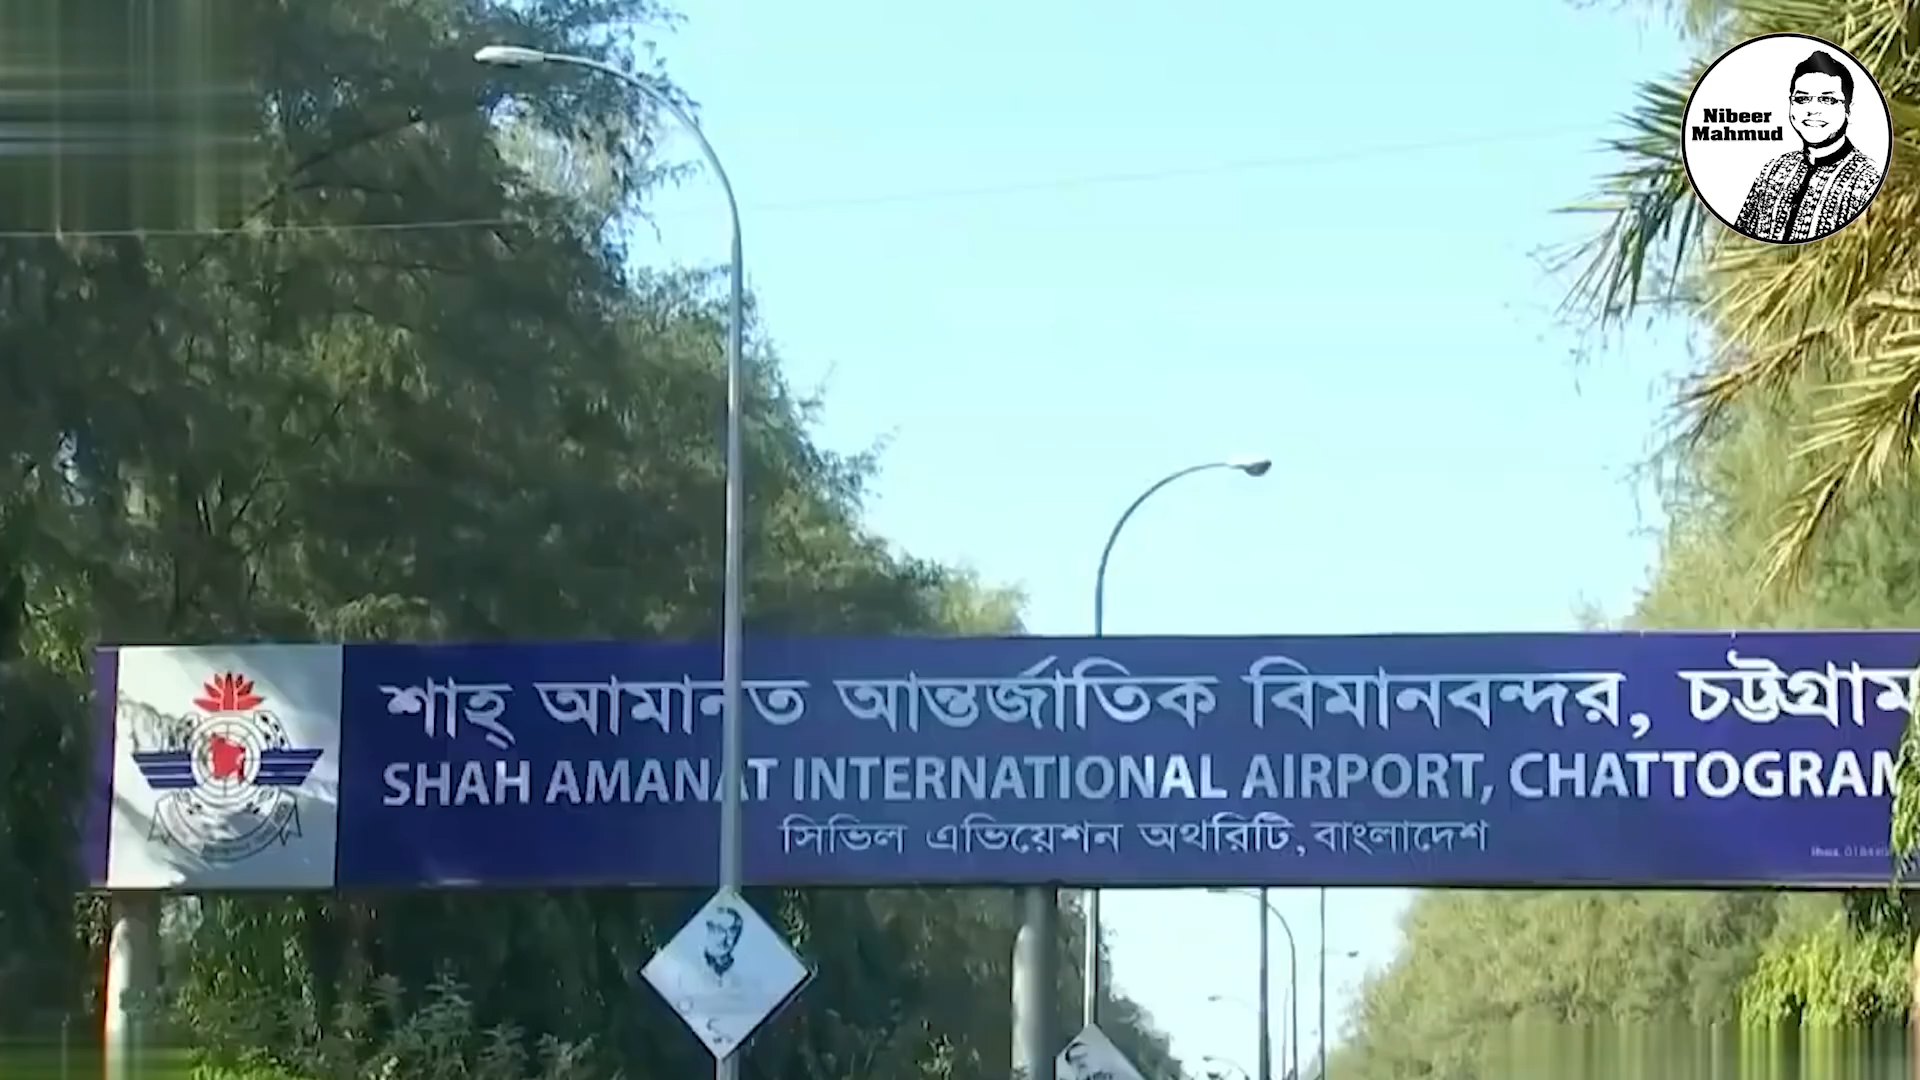 Nibeer
Mahmud
শাহ্ আমানত আন্তর্জাতিক বিমানবন্দর, চট্টগ্রাম
SHAH AMANAT INTERNATIONAL AIRPORT, CHATTOGRAM
সিভিল এভিয়েশন অথরিটি, বাংলাদেশ